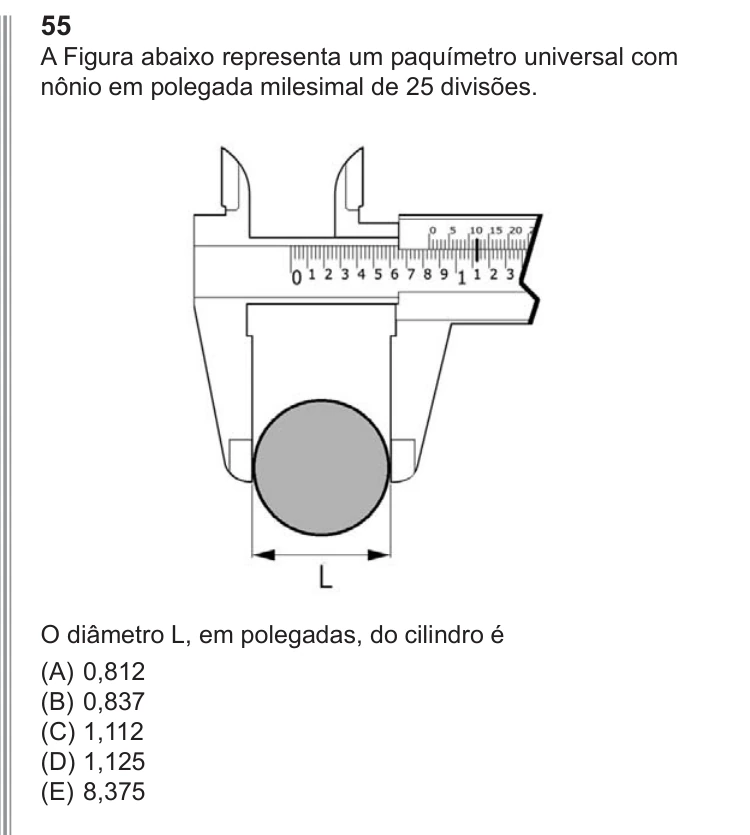 55
A Figura abaixo representa um paquímetro universal com
nônio em polegada milesimal de 25 divisões.
0 5 10 15 20
0 1 2 3 4 5 6 7 8 9 1 1 2 3
L
O diâmetro L, em polegadas, do cilindro é
(A) 0,812
(B) 0,837
(C) 1,112
(D) 1,125
(E) 8,375